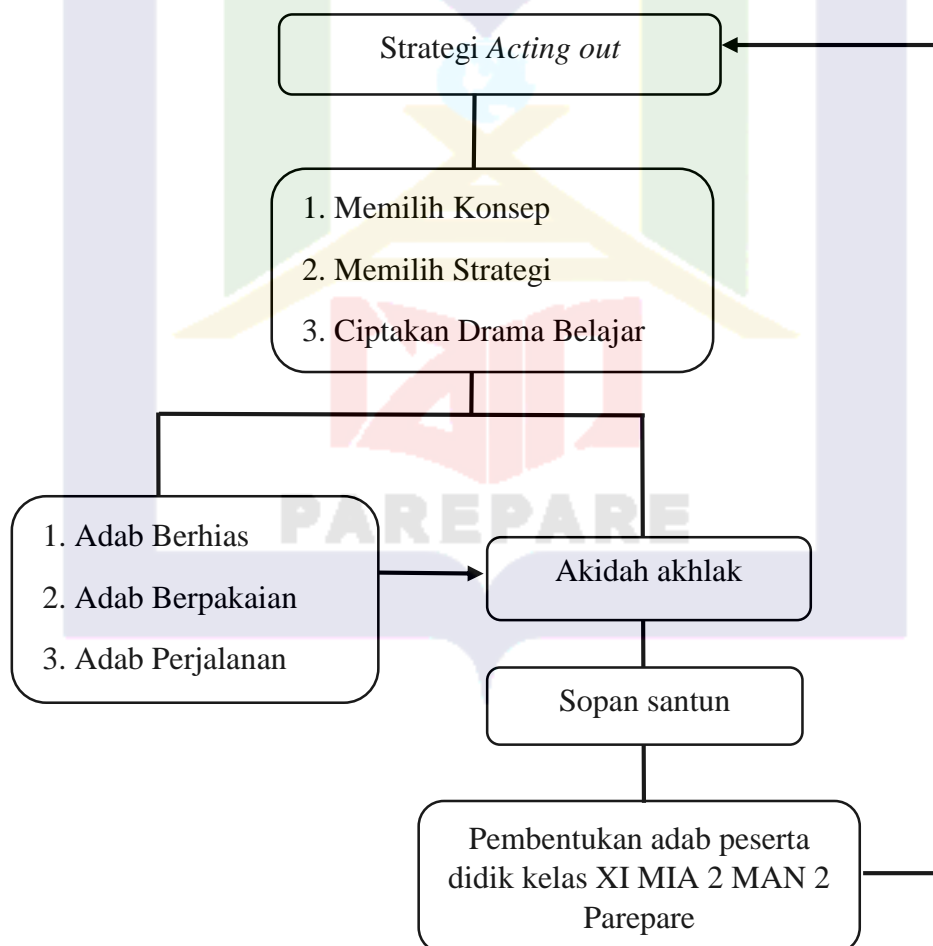 Strategi Acting out
1. Memilih Konsep
2. Memilih Strategi
3. Ciptakan Drama Belajar
PAREPARE
1. Adab Berhias
2. Adab Berpakaian
3. Adab Perjalanan
Akidah akhlak
Sopan santun
Pembentukan adab peserta
didik kelas XI MIA 2 MAN 2
Parepare